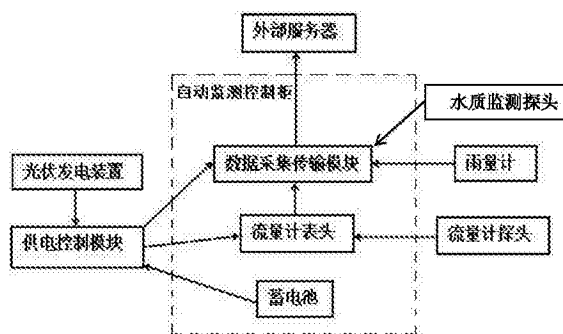 外部服务器
自动监测控制柜
水质监测探头
数据采集传输模块
雨量计
光伏发电装置
供电控制模块
流量计表头
流量计探头
蓄电池